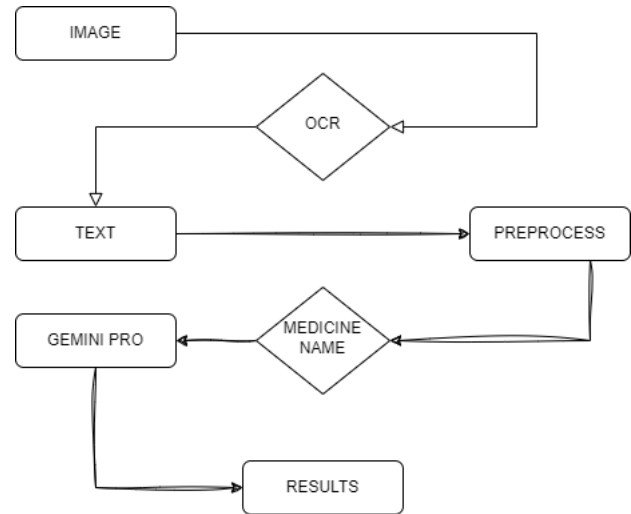 IMAGE
OCR
TEXT
PREPROCESS
MEDICINE
NAME
GEMINI PRO
RESULTS